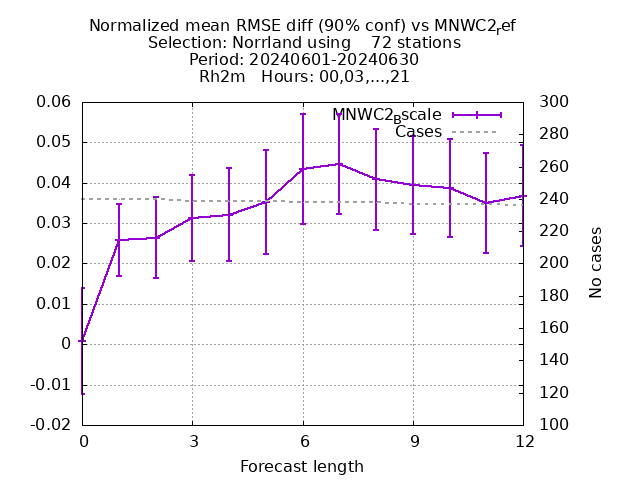 Normalized mean RMSE diff (90% conf) vs MNWC2ref
Selection: Norrland using 72 stations
Period: 20240601-20240630
Rh2m Hours: 00,03,...,21
MNWC2Bscale
Cases
0.06
0.05
0.04
0.03
0.02
0.01
0
-0.01
-0.02
300
280
260
240
220
200
180
160
140
120
100
No cases
0 3 6 9 12
Forecast length